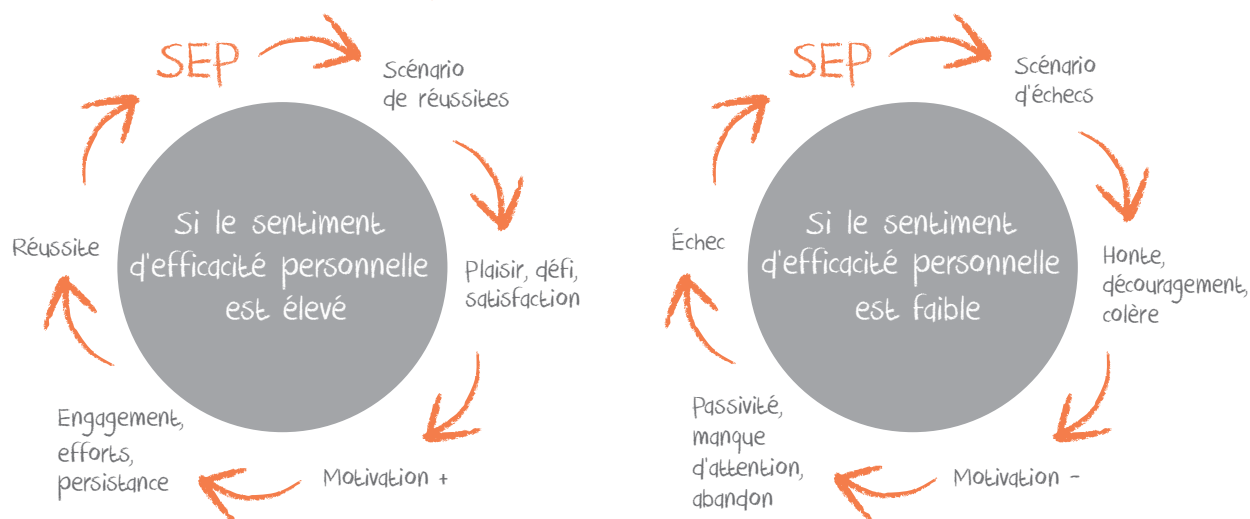 SEP
Scénario
de réussites
Plaisir, défi,
satisfaction
Motivation +
Engagement,
efforts,
persistance
Réussite
Si le sentiment
d'efficacité personnelle
est élevé
SEP
Scénario
d'échecs
Honte,
découragement,
colère
Motivation -
Passivité,
manque
d'attention,
abandon
Échec
Si le sentiment
d'efficacité personnelle
est faible